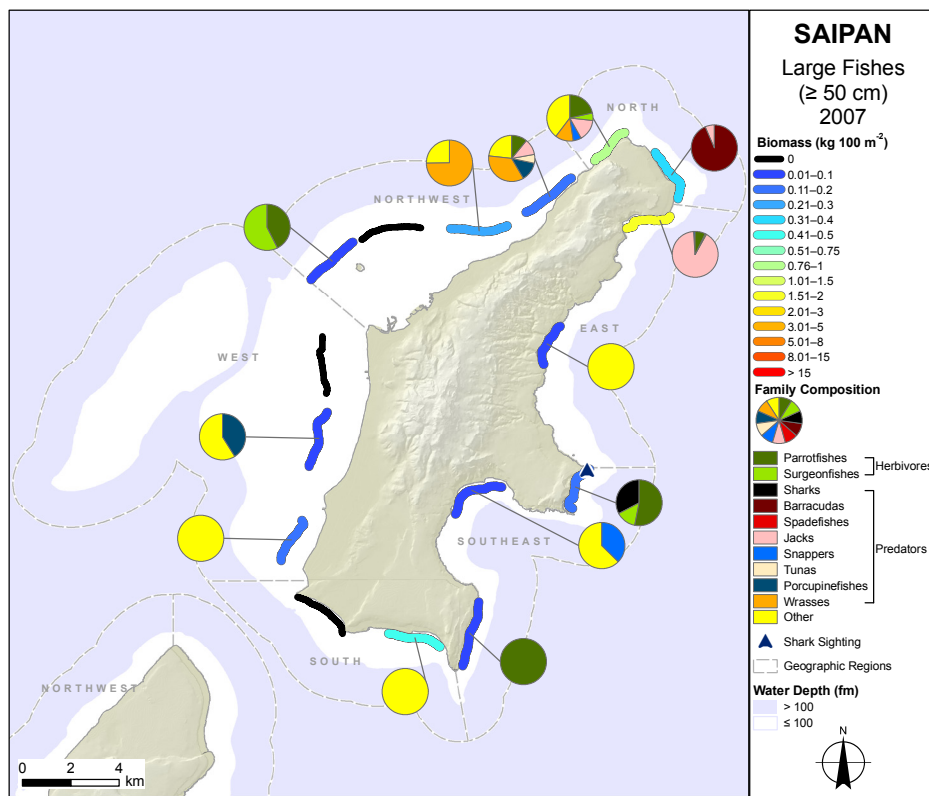 SAIPAN
Large Fishes
(≥ 50 cm)
2007
Biomass (kg 100 m⁻²)
0
0.01–0.1
0.11–0.2
0.21–0.3
0.31–0.4
0.41–0.5
0.51–0.75
0.76–1
1.01–1.5
1.51–2
2.01–3
3.01–5
5.01–8
8.01–15
> 15
Family Composition
Parrotfishes
Surgeonfishes
Herbivores
Sharks
Barracudas
Spadefishes
Jacks
Snappers
Tunas
Porcupinefishes
Wrasses
Predators
Other
Shark Sighting
Geographic Regions
Water Depth (fm)
> 100
≤ 100
N
NORTH
NORTHWEST
EAST
WEST
SOUTHEAST
SOUTH
NORTHWEST
0 2 4
km